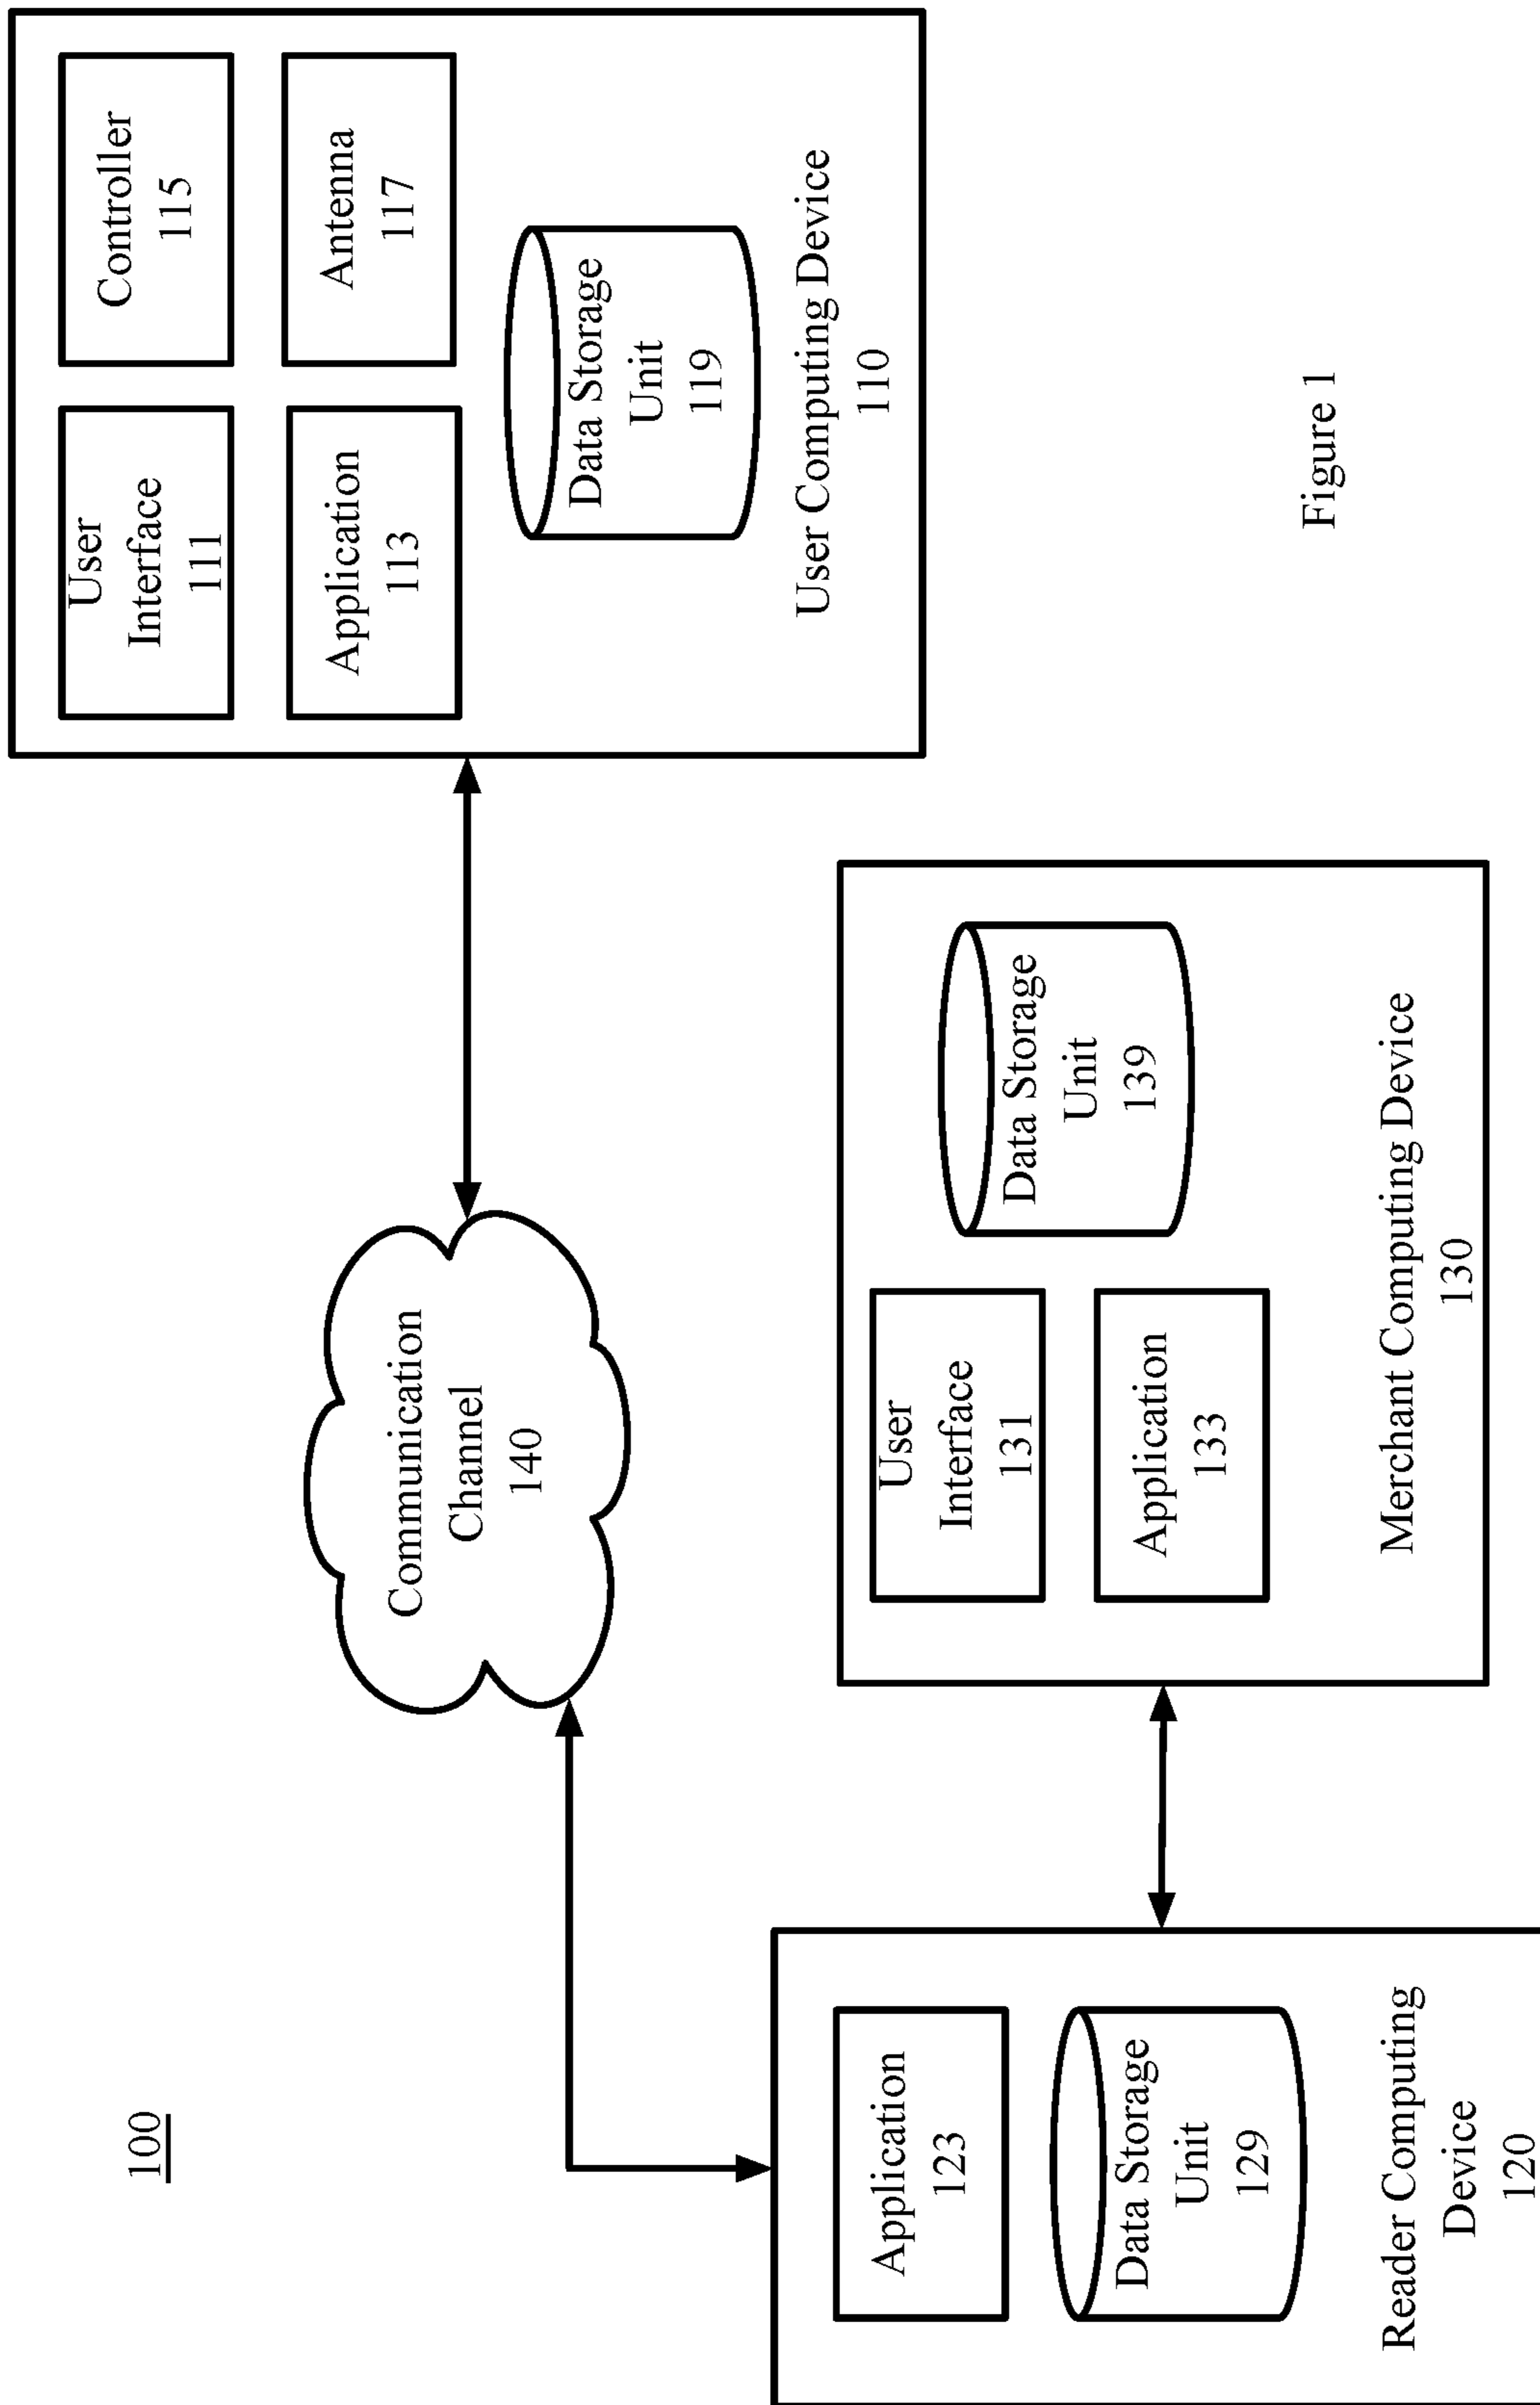 100
Communication
Channel
140
User
Interface
111
Controller
115
Application
113
Antenna
117
Data Storage
Unit
119
User Computing Device
110
Application
123
Data Storage
Unit
129
Reader Computing
Device
120
User
Interface
131
Application
133
Data Storage
Unit
139
Merchant Computing Device
130
Figure 1